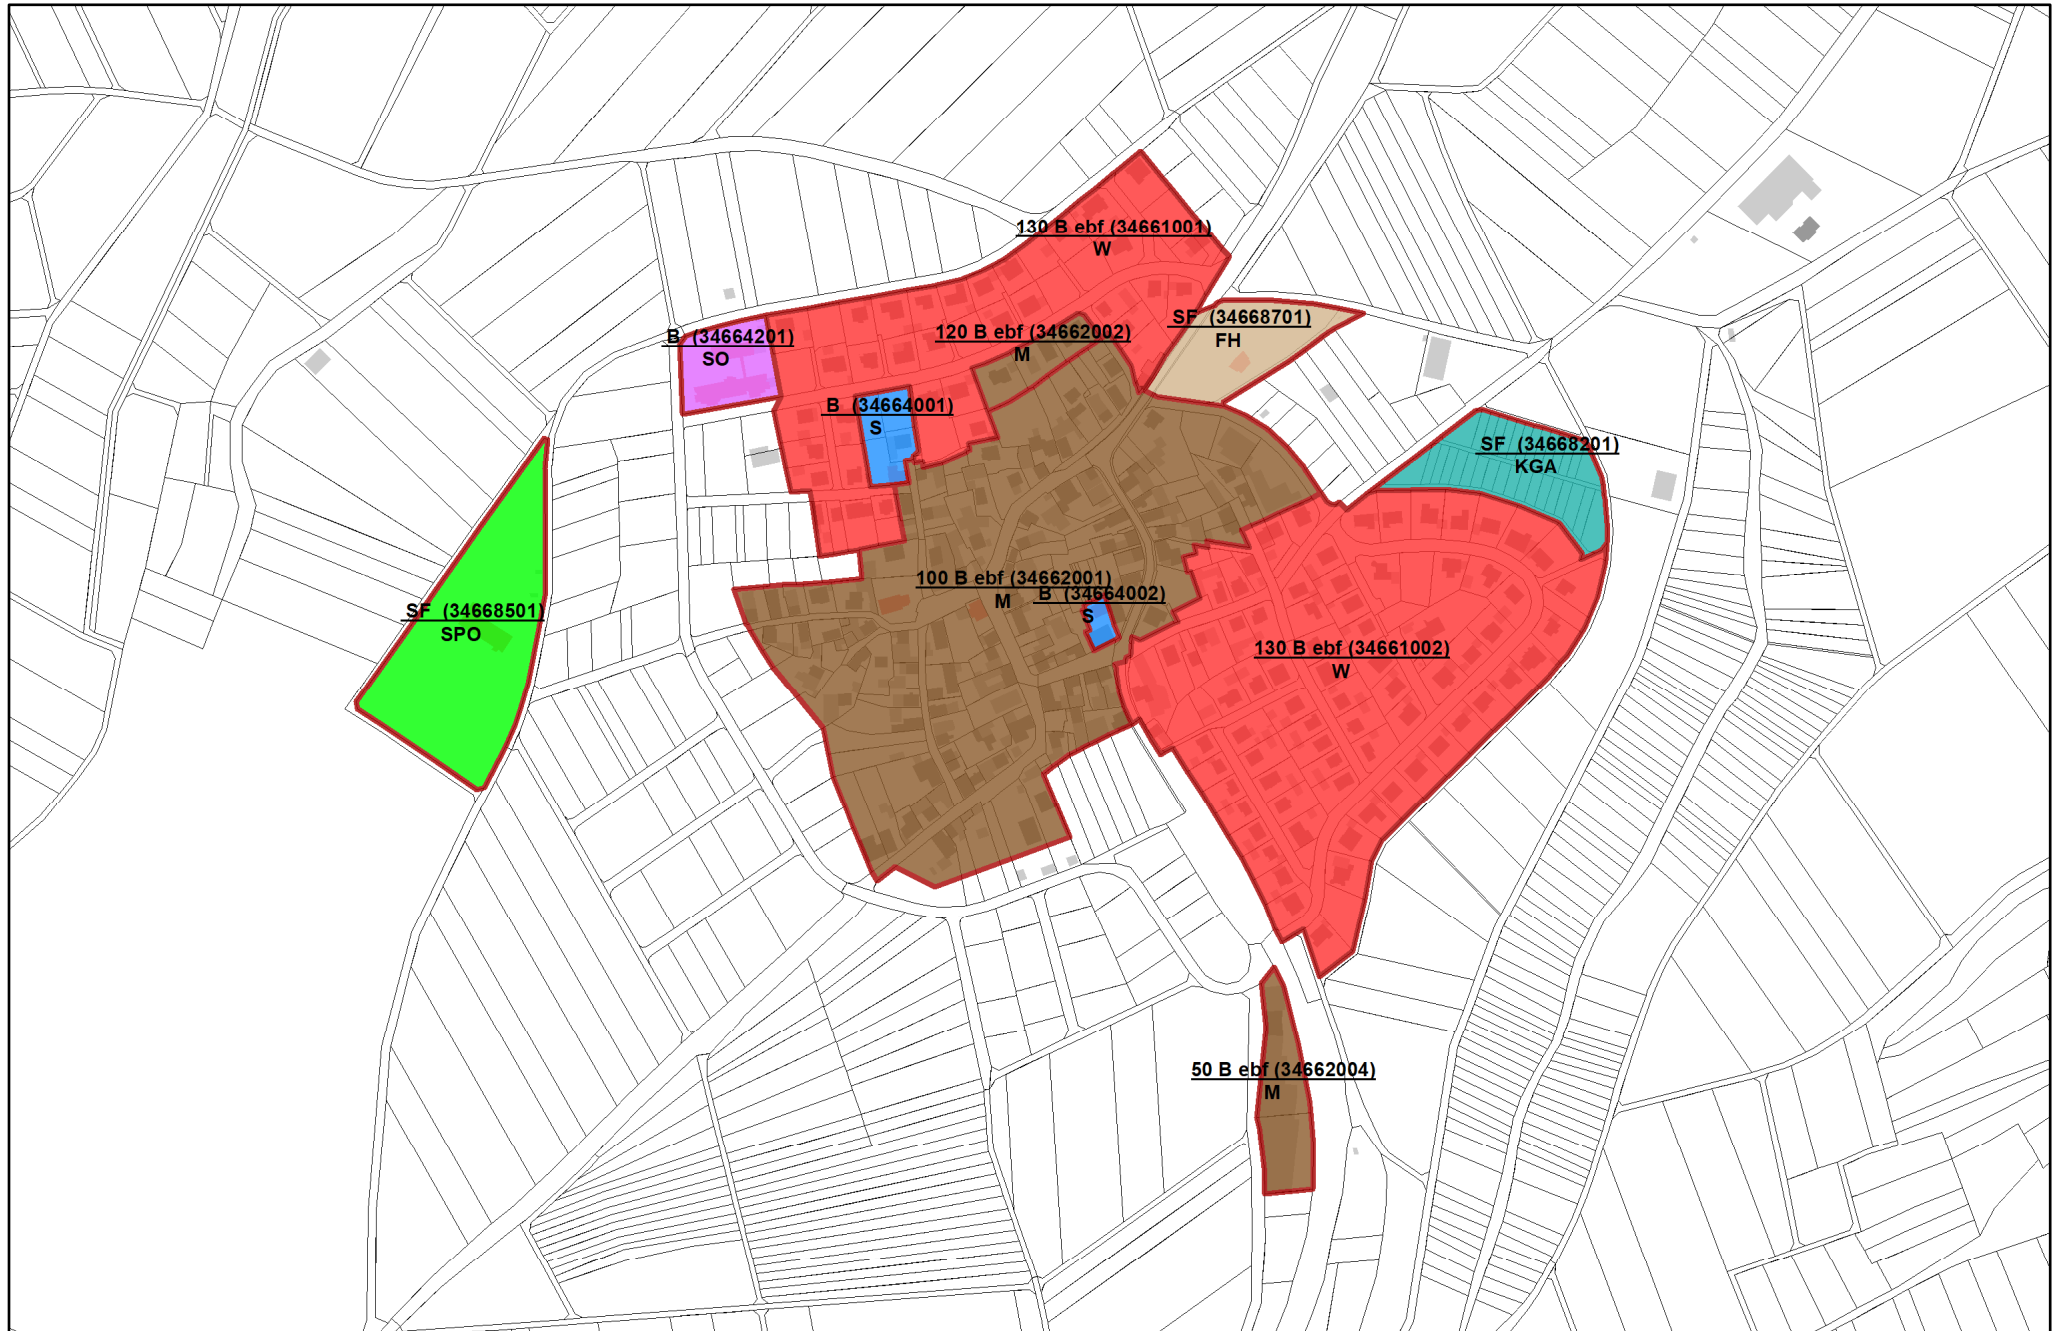 130 B ebf (34661001)
W
B (34664201)
SO
120 B ebf (34662002)
M
SF (34668701)
FH
B (34664001)
S
SF (34668201)
KGA
100 B ebf (34662001)
M
B (34664002)
S
SF (34668501)
SPO
130 B ebf (34661002)
W
50 B ebf (34662004)
M